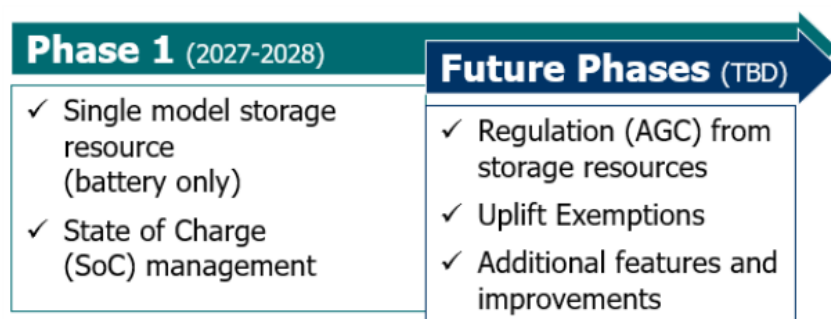 Phase 1 (2027-2028)
✓ Single model storage
resource
(battery only)
✓ State of Charge
(SoC) management
Future Phases (TBD)
✓ Regulation (AGC) from
storage resources
✓ Uplift Exemptions
✓ Additional features and
improvements